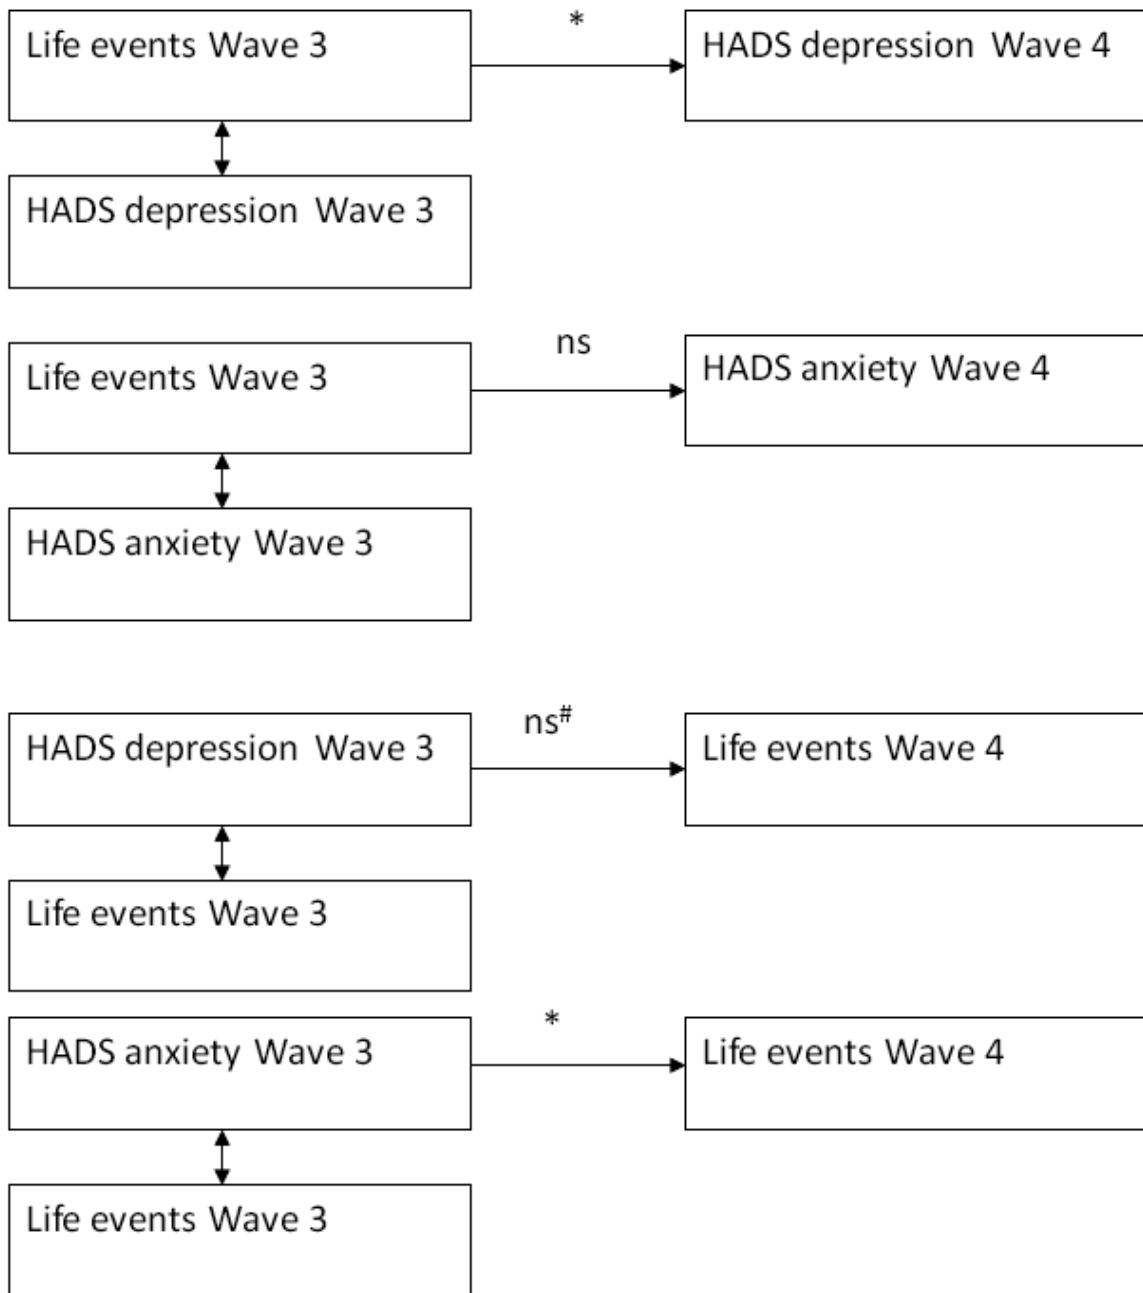 *
Life events Wave 3
HADS depression Wave 4
HADS depression Wave 3
ns
Life events Wave 3
HADS anxiety Wave 4
HADS anxiety Wave 3
ns#
HADS depression Wave 3
Life events Wave 4
Life events Wave 3
*
HADS anxiety Wave 3
Life events Wave 4
Life events Wave 3